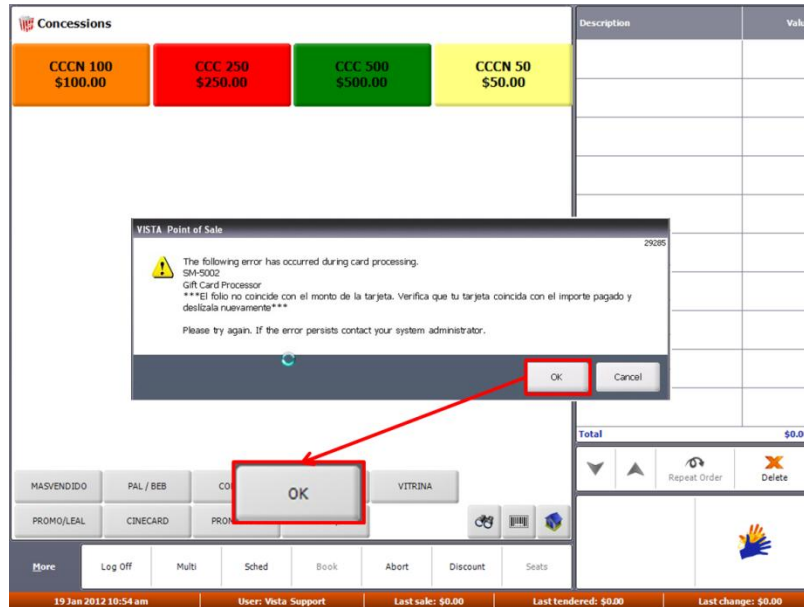 Concessions
Description
Valu
CCCN 100
$100.00
CCC 250
$250.00
CCC 500
$500.00
CCCN 50
$50.00
VISTA Point of Sale
29285
The following error has occurred during card processing.
SM-5002
Gift Card Processor
***El folio no coincide con el monto de la tarjeta. Verifica que tu tarjeta coincida con el importe pagado y
deslízala nuevamente***
Please try again. If the error persists contact your system administrator.
OK
Cancel
Total
$0.0
Repeat Order
Delete
MASVENDIDO
PAL / BEB
OK
VITRINA
PROMO/LEAL
CINECARD
More
Log Off
Multi
Sched
Book
Abort
Discount
Seats
19 Jan 2012 10:54 am
User: Vista Support
Last sale: $0.00
Last tendered: $0.00
Last change: $0.00